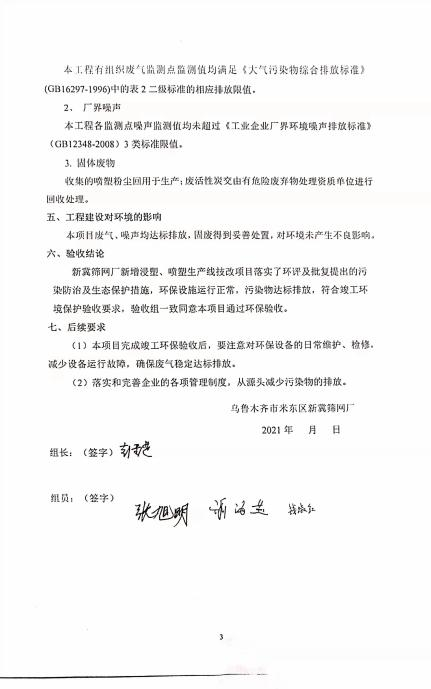 本工程有组织废气监测点监测值均满足《大气污染物综合排放标准》
(GB16297-1996)中的表 2 二级标准的相应排放限值。
2、 厂界噪声
本工程各监测点噪声监测值均未超过《工业企业厂界环境噪声排放标准》
（GB12348-2008）3 类标准限值。
3. 固体废物
收集的喷塑粉尘回用于生产；废活性炭交由有危险废弃物处理资质单位进行
回收处理。
五、工程建设对环境的影响
本项目废气、噪声均达标排放，固废得到妥善处置，对环境未产生不良影响。
六、验收结论
新冀筛网厂新增浸塑、喷塑生产线技改项目落实了环评及批复提出的污
染防治及生态保护措施，环保设施运行正常，污染物达标排放，符合竣工环
境保护验收要求，验收组一致同意本项目通过环保验收。
七、后续要求
（1）本项目完成竣工环保验收后，要注意对环保设备的日常维护、检修，
减少设备运行故障，确保废气稳定达标排放。
（2）落实和完善企业的各项管理制度，从源头减少污染物的排放。
乌鲁木齐市米东区新冀筛网厂
2021 年 月 日
组长：（签字）
组员：（签字）
张旭明
3